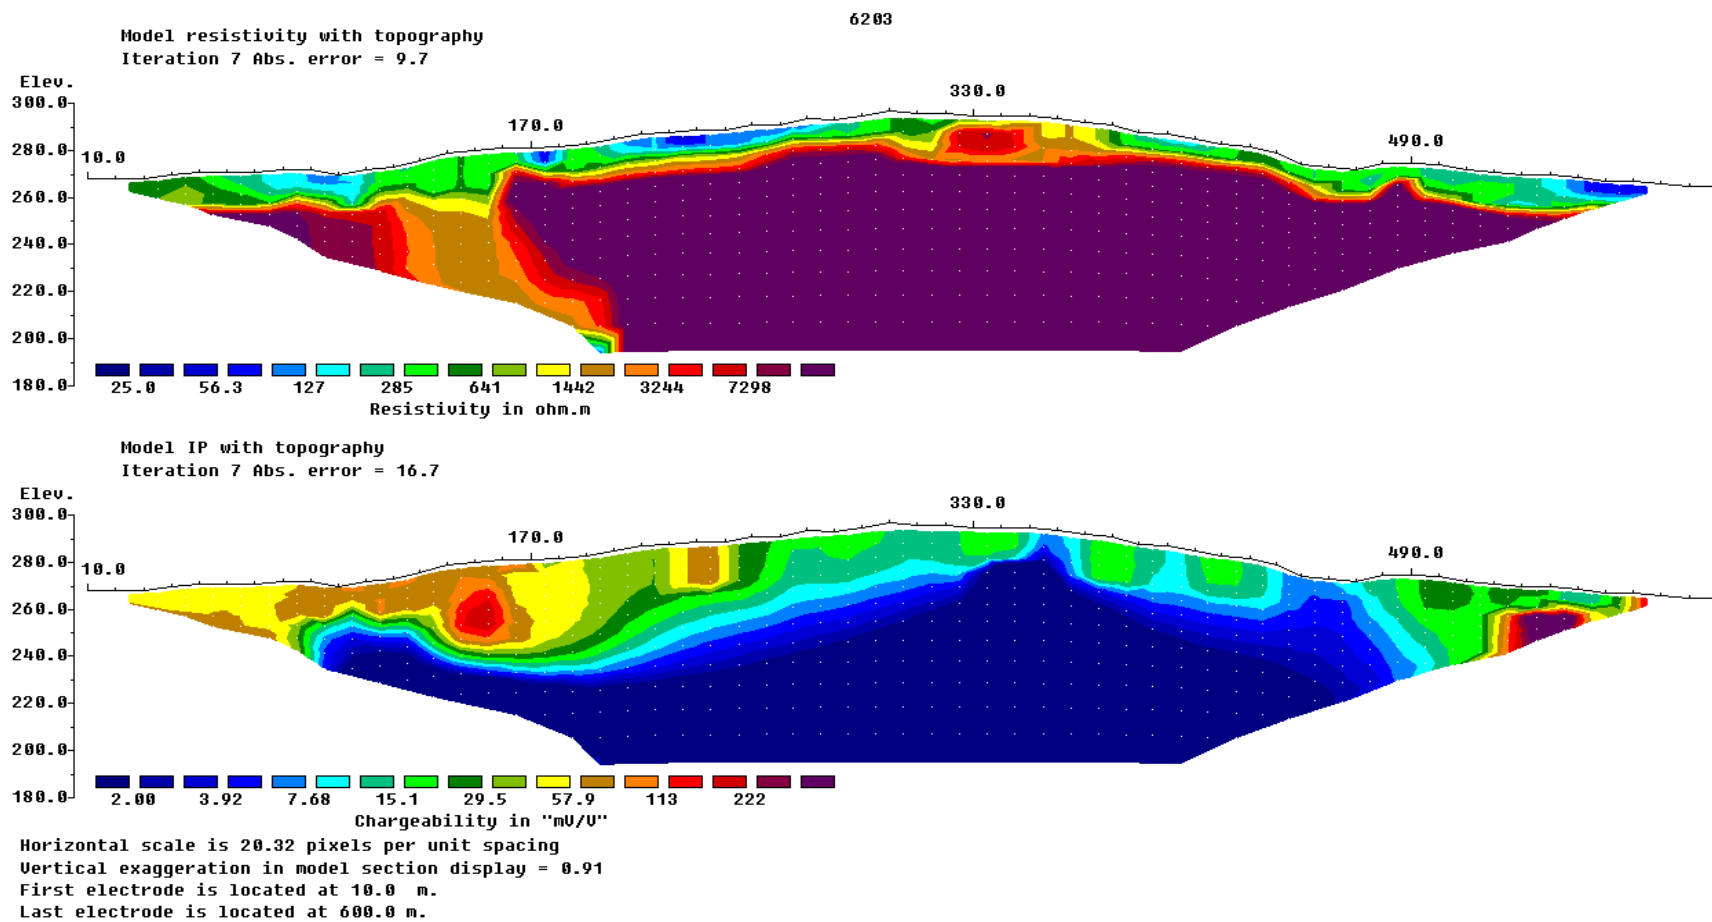 6203
Model resistivity with topography
Iteration 7 Abs. error = 9.7
Elev.
300.0
280.0
260.0
240.0
220.0
200.0
180.0
10.0 170.0 330.0 490.0
25.0 56.3 127 285 641 1442 3244 7298
Resistivity in ohm.m
Model IP with topography
Iteration 7 Abs. error = 16.7
Elev.
300.0
280.0
260.0
240.0
220.0
200.0
180.0
10.0 170.0 330.0 490.0
2.00 3.92 7.68 15.1 29.5 57.9 113 222
Chargeability in "mV/V"
Horizontal scale is 20.32 pixels per unit spacing
Vertical exaggeration in model section display = 0.91
First electrode is located at 10.0 m.
Last electrode is located at 600.0 m.